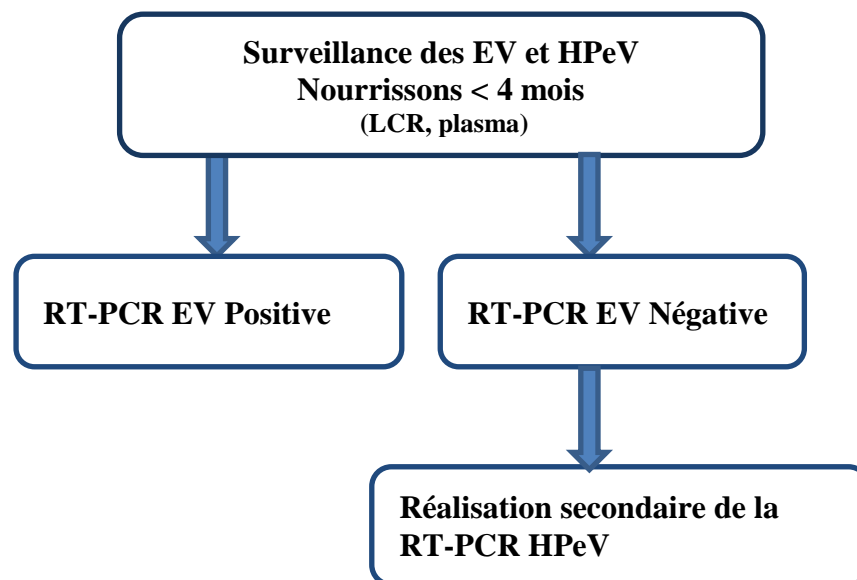 Surveillance des EV et HPeV
Nourrissons < 4 mois
(LCR, plasma)
RT-PCR EV Positive
RT-PCR EV Négative
Réalisation secondaire de la
RT-PCR HPeV